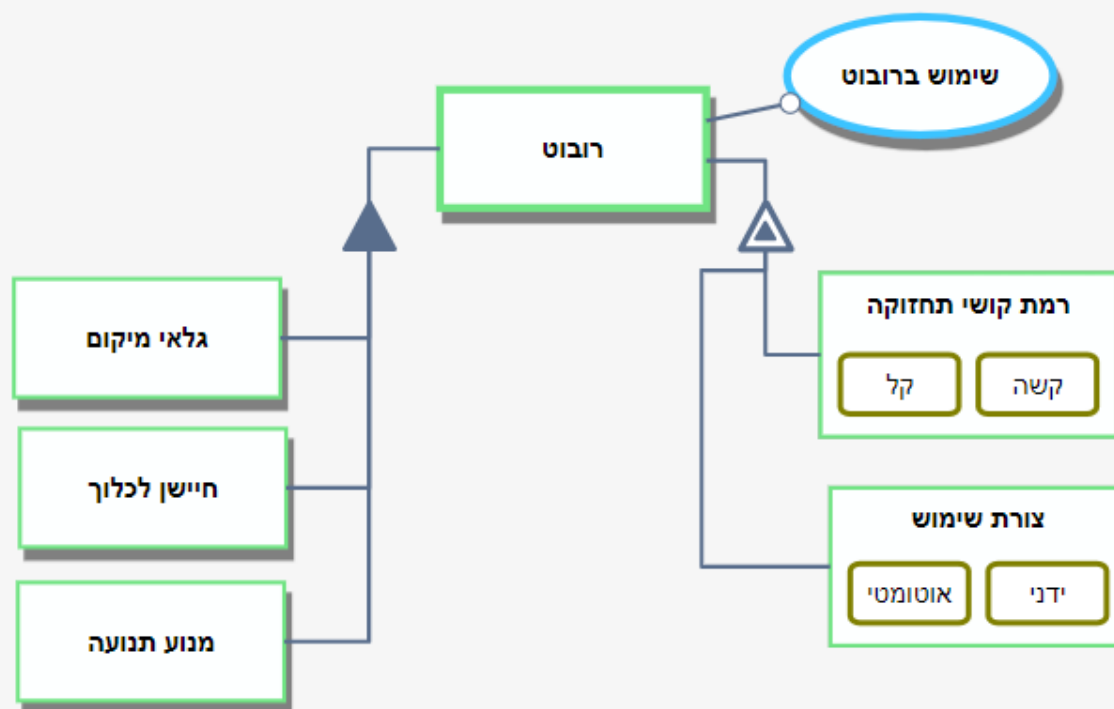 שימוש ברובוט
רובוט
רמת קושי תחזוקה
קשה
קל
גלאי מיקום
חיישן לכלוך
צורת שימוש
ידני
אוטומטי
מנוע תנועה